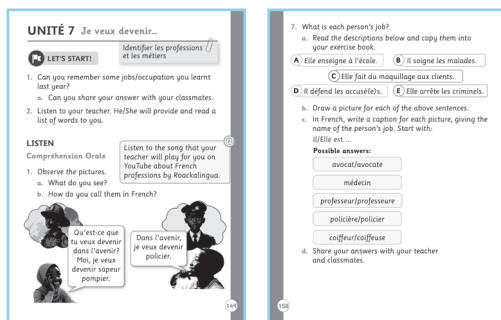 UNITÉ 7 Je veux devenir...
Identifier les professions
et les métiers
LET'S START!
1. Can you remember some jobs/occupation you learnt
last year?
a. Can you share your answer with your classmates.
2. Listen to your teacher. He/She will provide and read a
list of words to you.
LISTEN
Compréhension Orale
Listen to the song that your
teacher will play for you on
YouTube about French
professions by Roackalingua.
1. Observe the pictures.
a. What do you see?
b. How do you call them in French?
Qu'est-ce que
tu veux devenir
dans l'avenir?
Moi, je veux
devenir sapeur
pompier.
Dans l'avenir,
je veux devenir
policier.
7. What is each person's job?
a. Read the descriptions below and copy them into
your exercise book.
A Elle enseigne à l'école.
B Il soigne les malades.
C Elle fait du maquillage aux clients.
D Il défend les accusé(e)s.
E Elle arrête les criminels.
b. Draw a picture for each of the above sentences.
c. In French, write a caption for each picture, giving the
name of the person's job. Start with:
Il/Elle est ...
Possible answers:
avocat/avocate
médecin
professeur/professeure
policière/policier
coiffeur/coiffeuse
d. Share your answers with your teacher
and classmates.
158